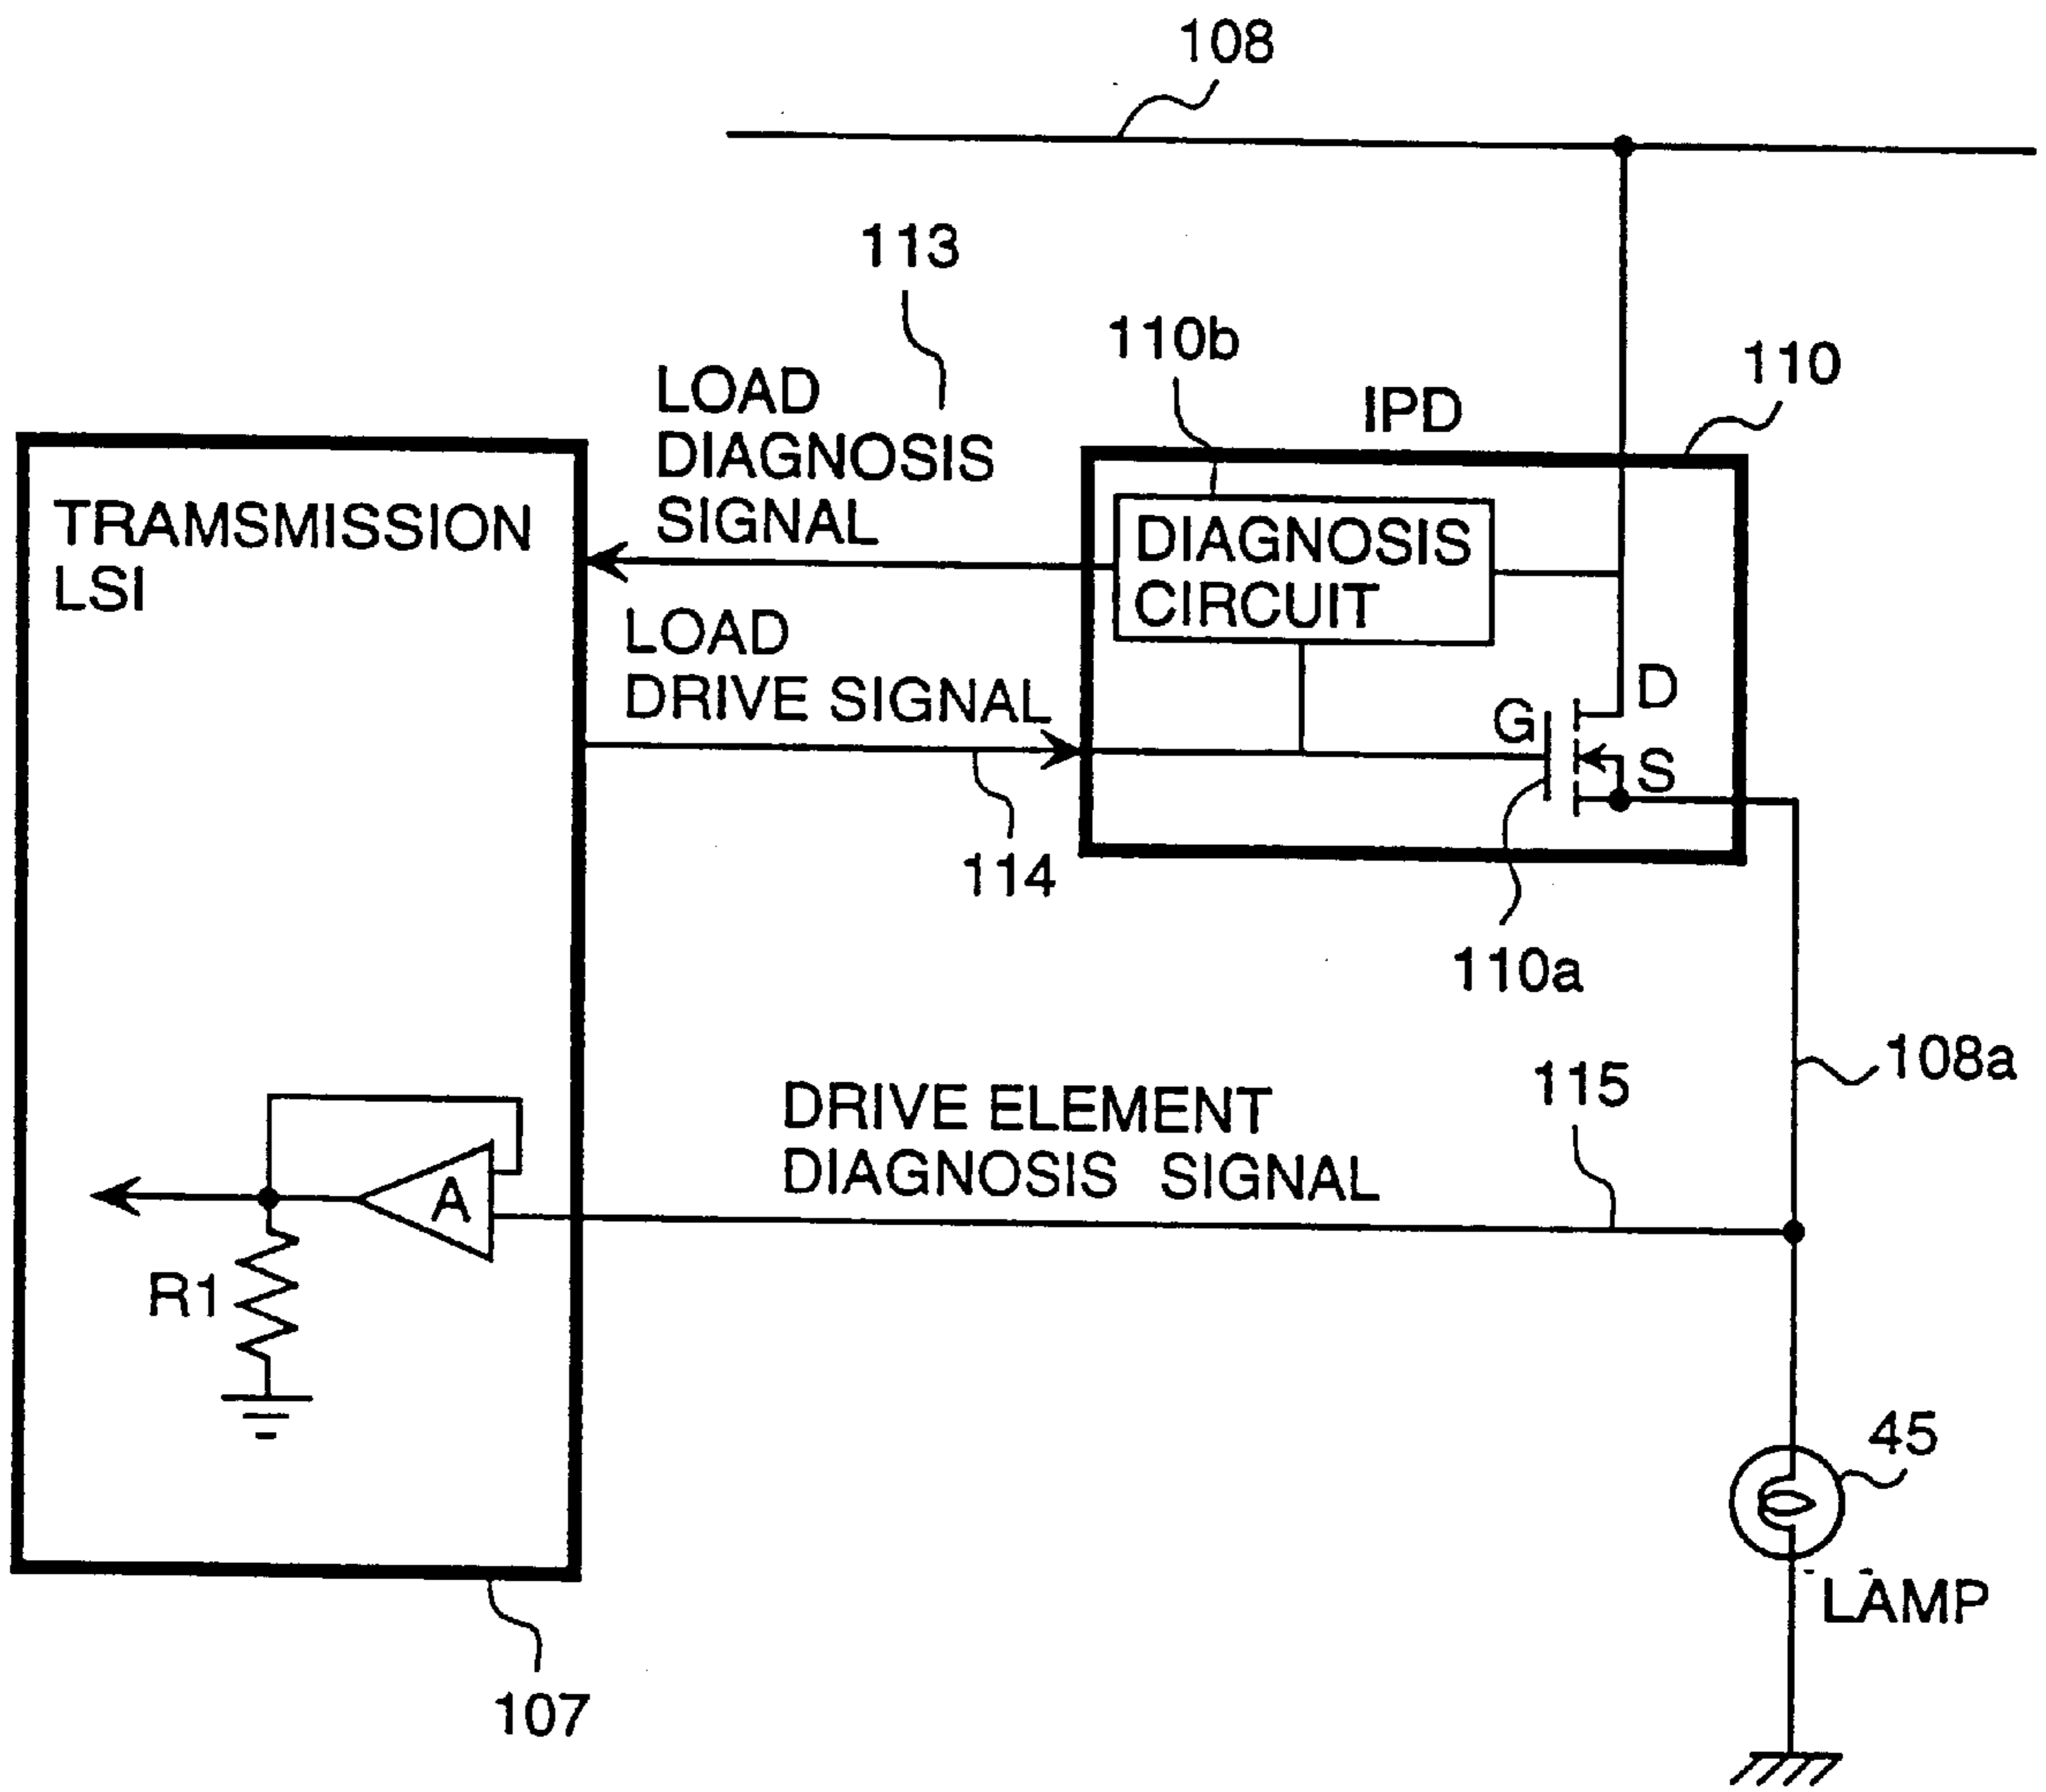 108
113
110b
110
IPD
LOAD
DIAGNOSIS
SIGNAL
TRAMSMISSION
LSI
DIAGNOSIS
CIRCUIT
LOAD
DRIVE SIGNAL
G
D
S
114
110a
108a
115
DRIVE ELEMENT
DIAGNOSIS SIGNAL
A
R1
45
LAMP
107